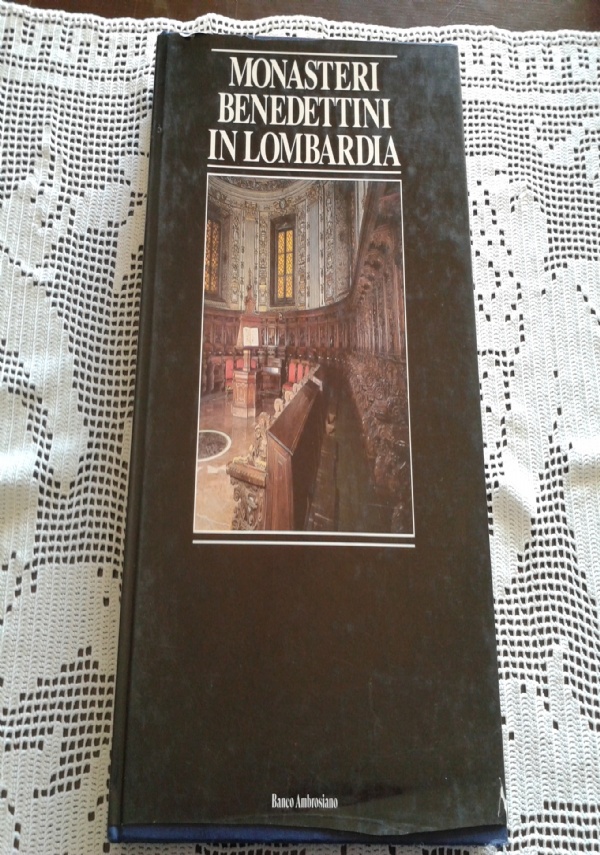 MONASTERI
BENEDETTINI
IN LOMBARDIA
Banco Ambrosiano